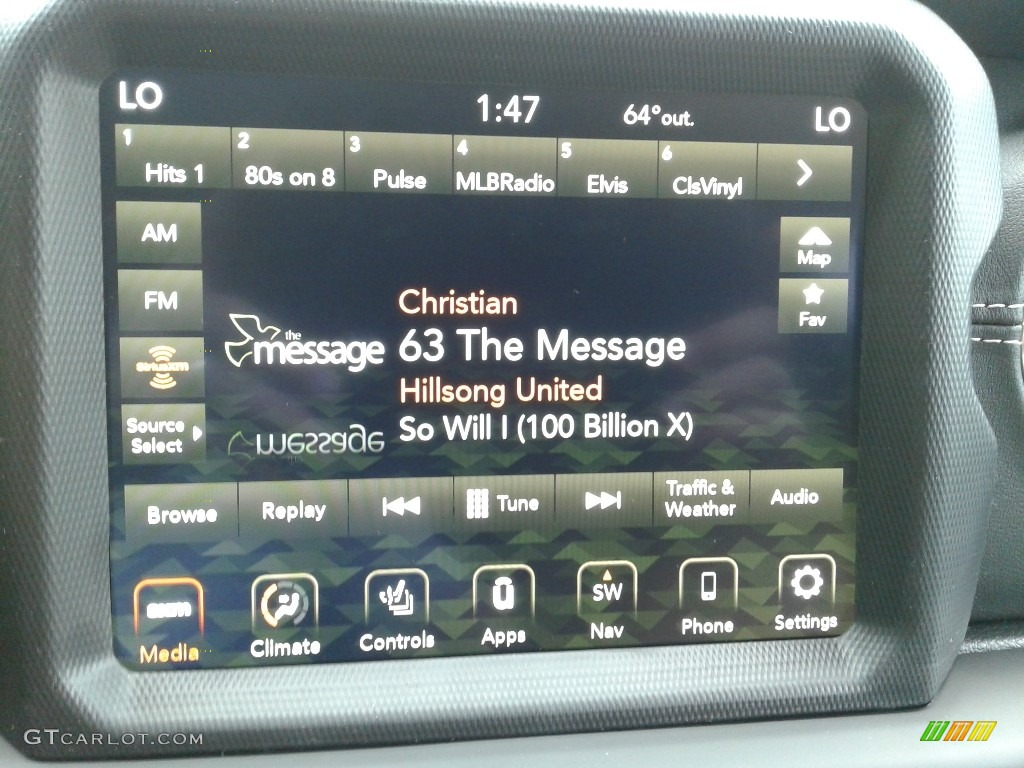 LO 1:47 64°out. LO
1 Hits 1 2 80s on 8 3 Pulse 4 MLBRadio 5 Elvis 6 ClsVinyl
AM
Map
FM
Fav
Christian
the message
63 The Message
siriusxm
Hillsong United
Source Select
So Will I (100 Billion X)
message
Browse Replay Tune Traffic & Weather Audio
SW
Media Climate Controls Apps Nav Phone Settings
GTcarlot.com